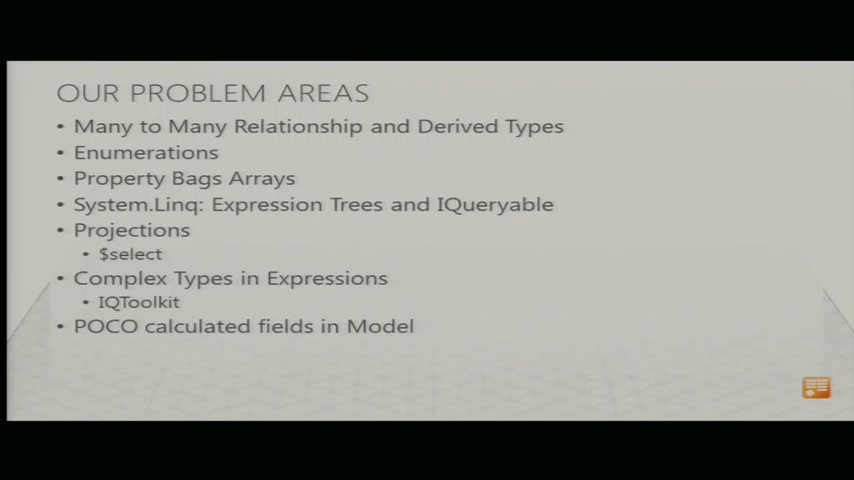 OUR PROBLEM AREAS
• Many to Many Relationship and Derived Types
• Enumerations
• Property Bags Arrays
• System.Linq: Expression Trees and IQueryable
• Projections
• $select
• Complex Types in Expressions
• IQToolkit
• POCO calculated fields in Model